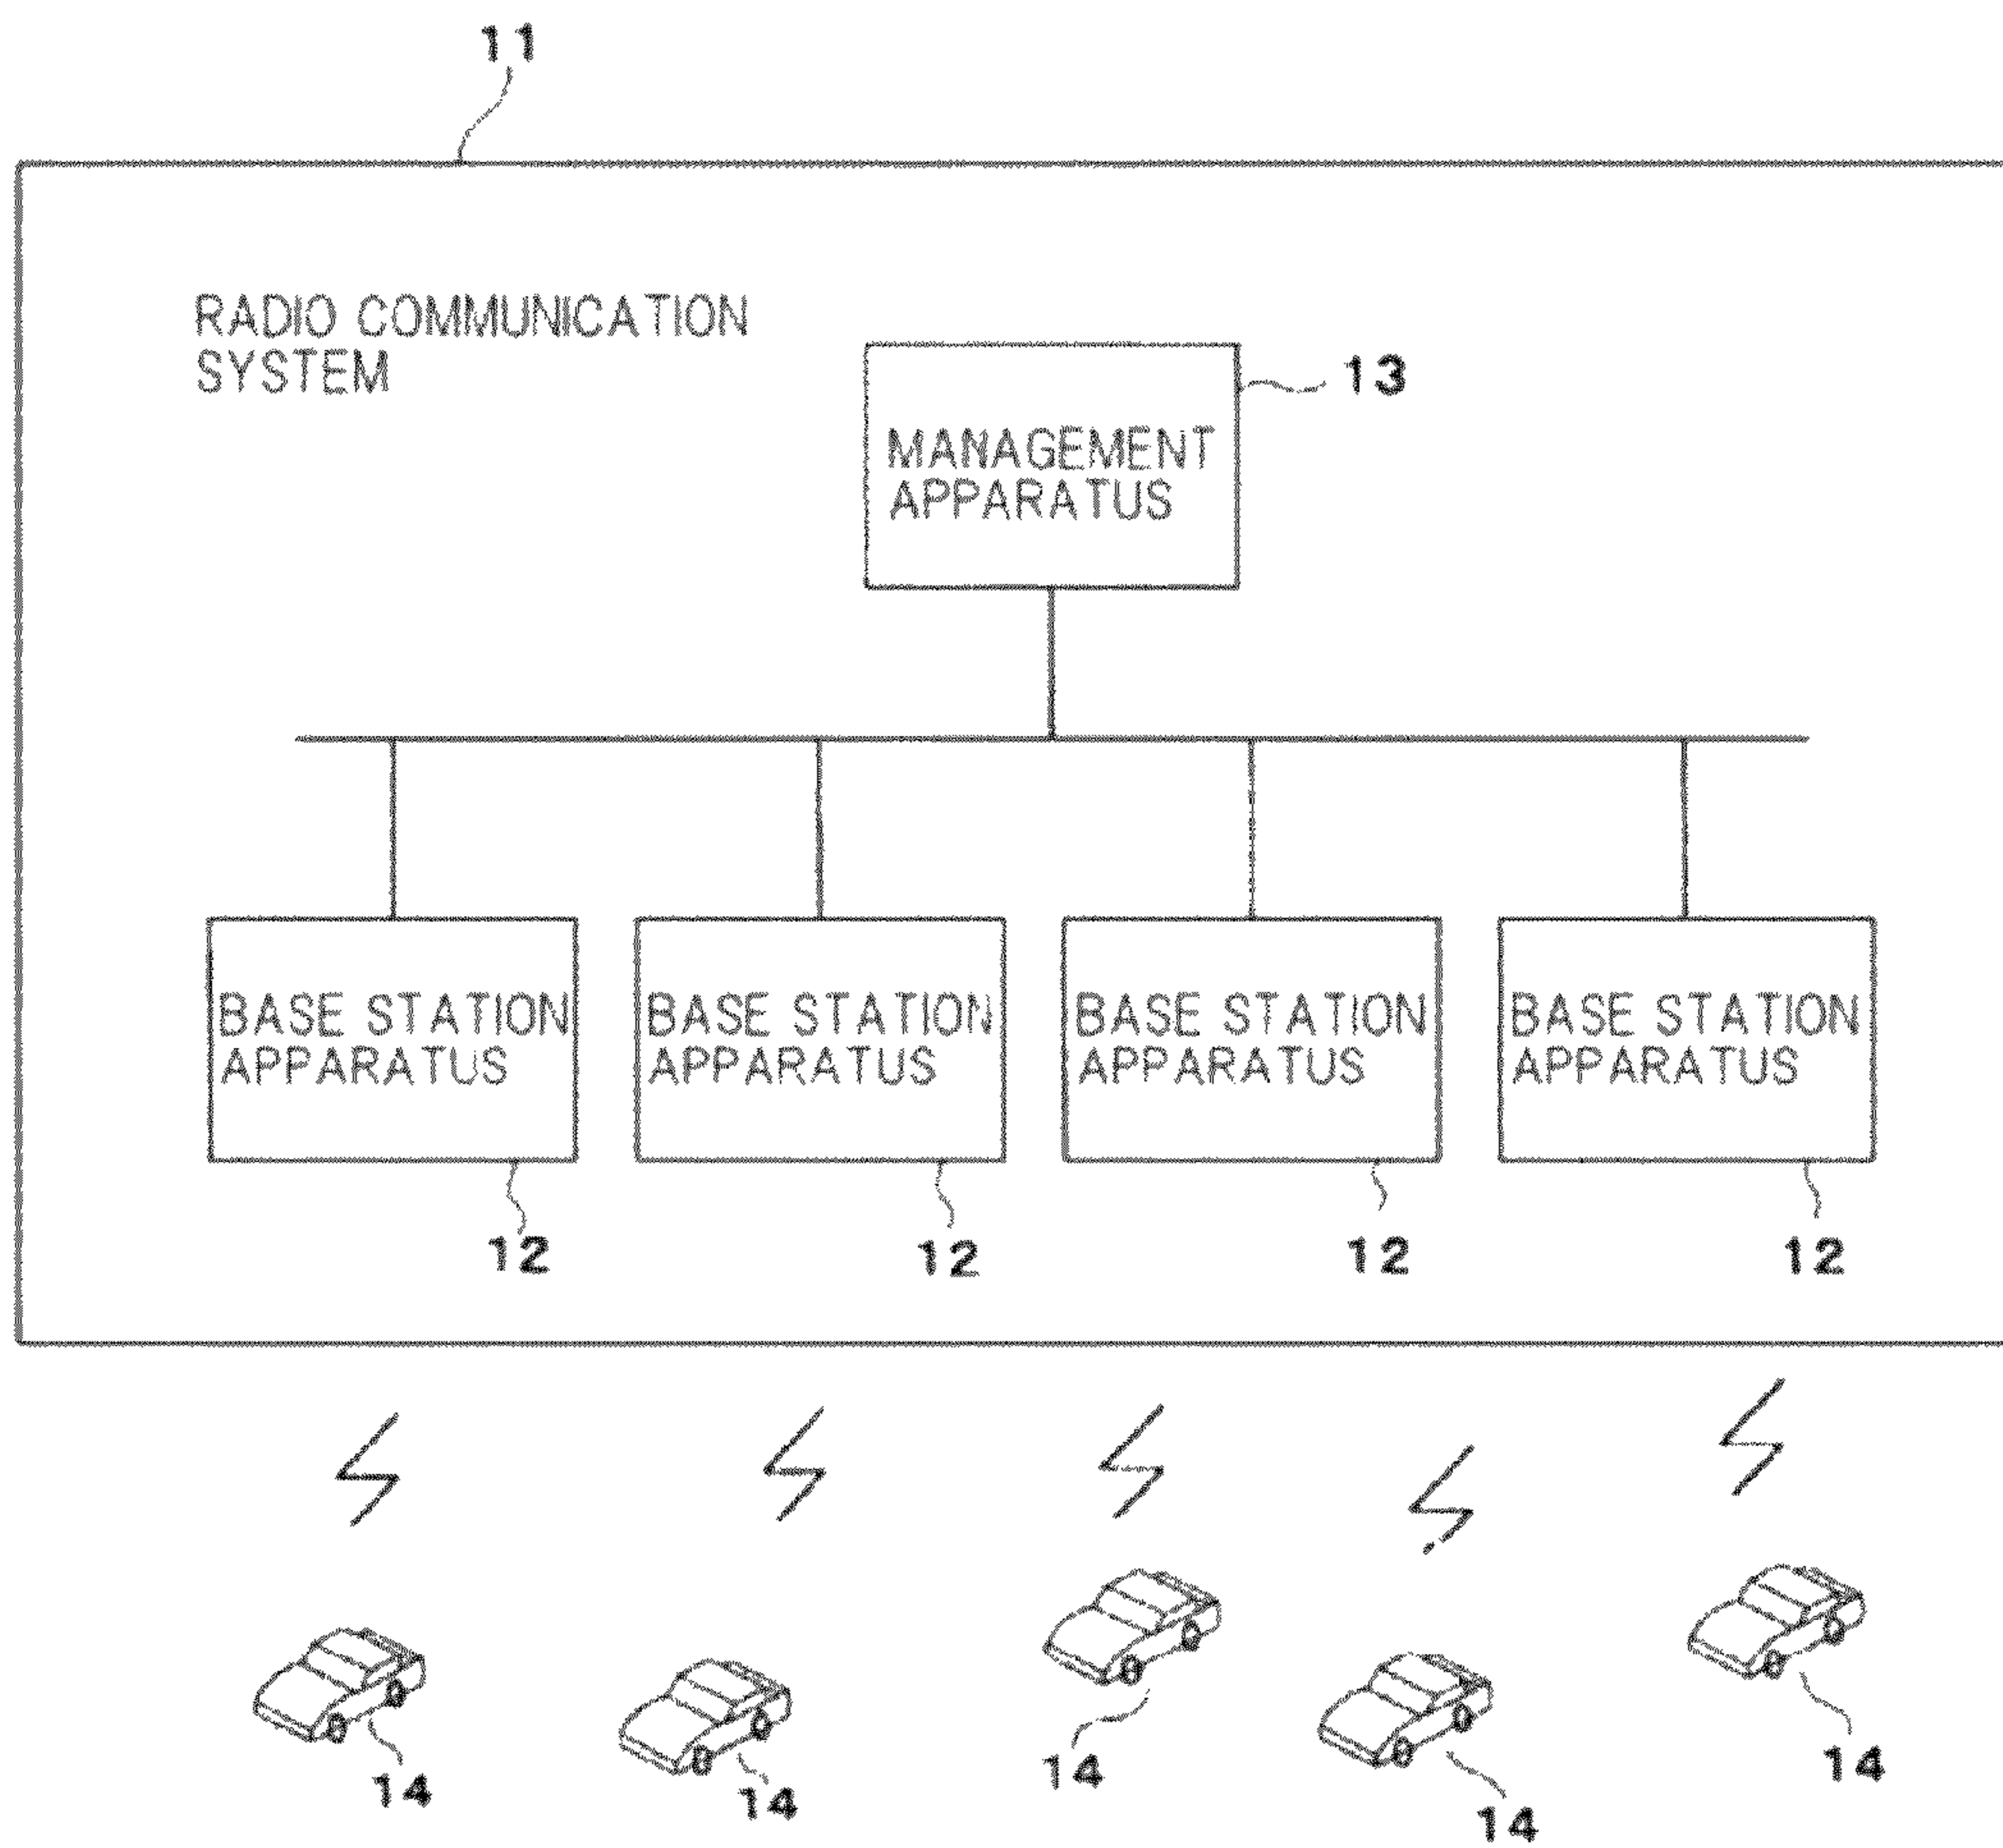 11
RADIO COMMUNICATION
SYSTEM
13
MANAGEMENT
APPARATUS
BASE STATION
APPARATUS
BASE STATION
APPARATUS
BASE STATION
APPARATUS
BASE STATION
APPARATUS
12
12
12
12
14
14
14
14
14